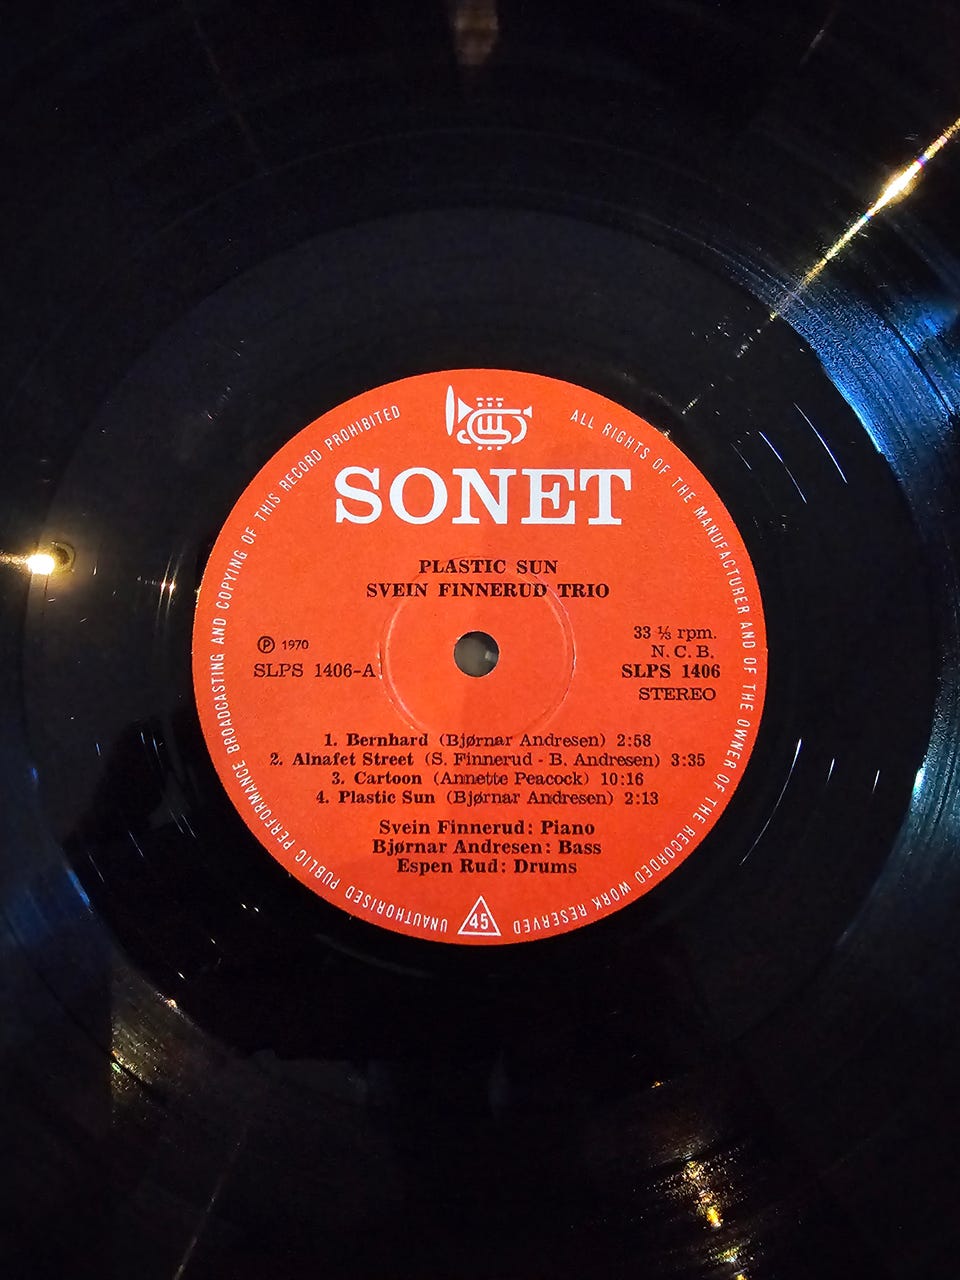 SONET
PLASTIC SUN
SVEIN FINNERUD TRIO
Ⓟ 1970
SLPS 1406-A
33 ⅓ rpm.
N. C. B.
SLPS 1406
STEREO
1. Bernhard (Bjørnar Andresen) 2:58
2. Alnafet Street (S. Finnerud - B. Andresen) 3:35
3. Cartoon (Annette Peacock) 10:16
4. Plastic Sun (Bjørnar Andresen) 2:13
Svein Finnerud: Piano
Bjørnar Andresen: Bass
Espen Rud: Drums
45
ALL RIGHTS OF THE MANUFACTURER AND OF THE OWNER OF THE RECORDED WORK RESERVED
UNAUTHORISED PUBLIC PERFORMANCE BROADCASTING AND COPYING OF THIS RECORD PROHIBITED